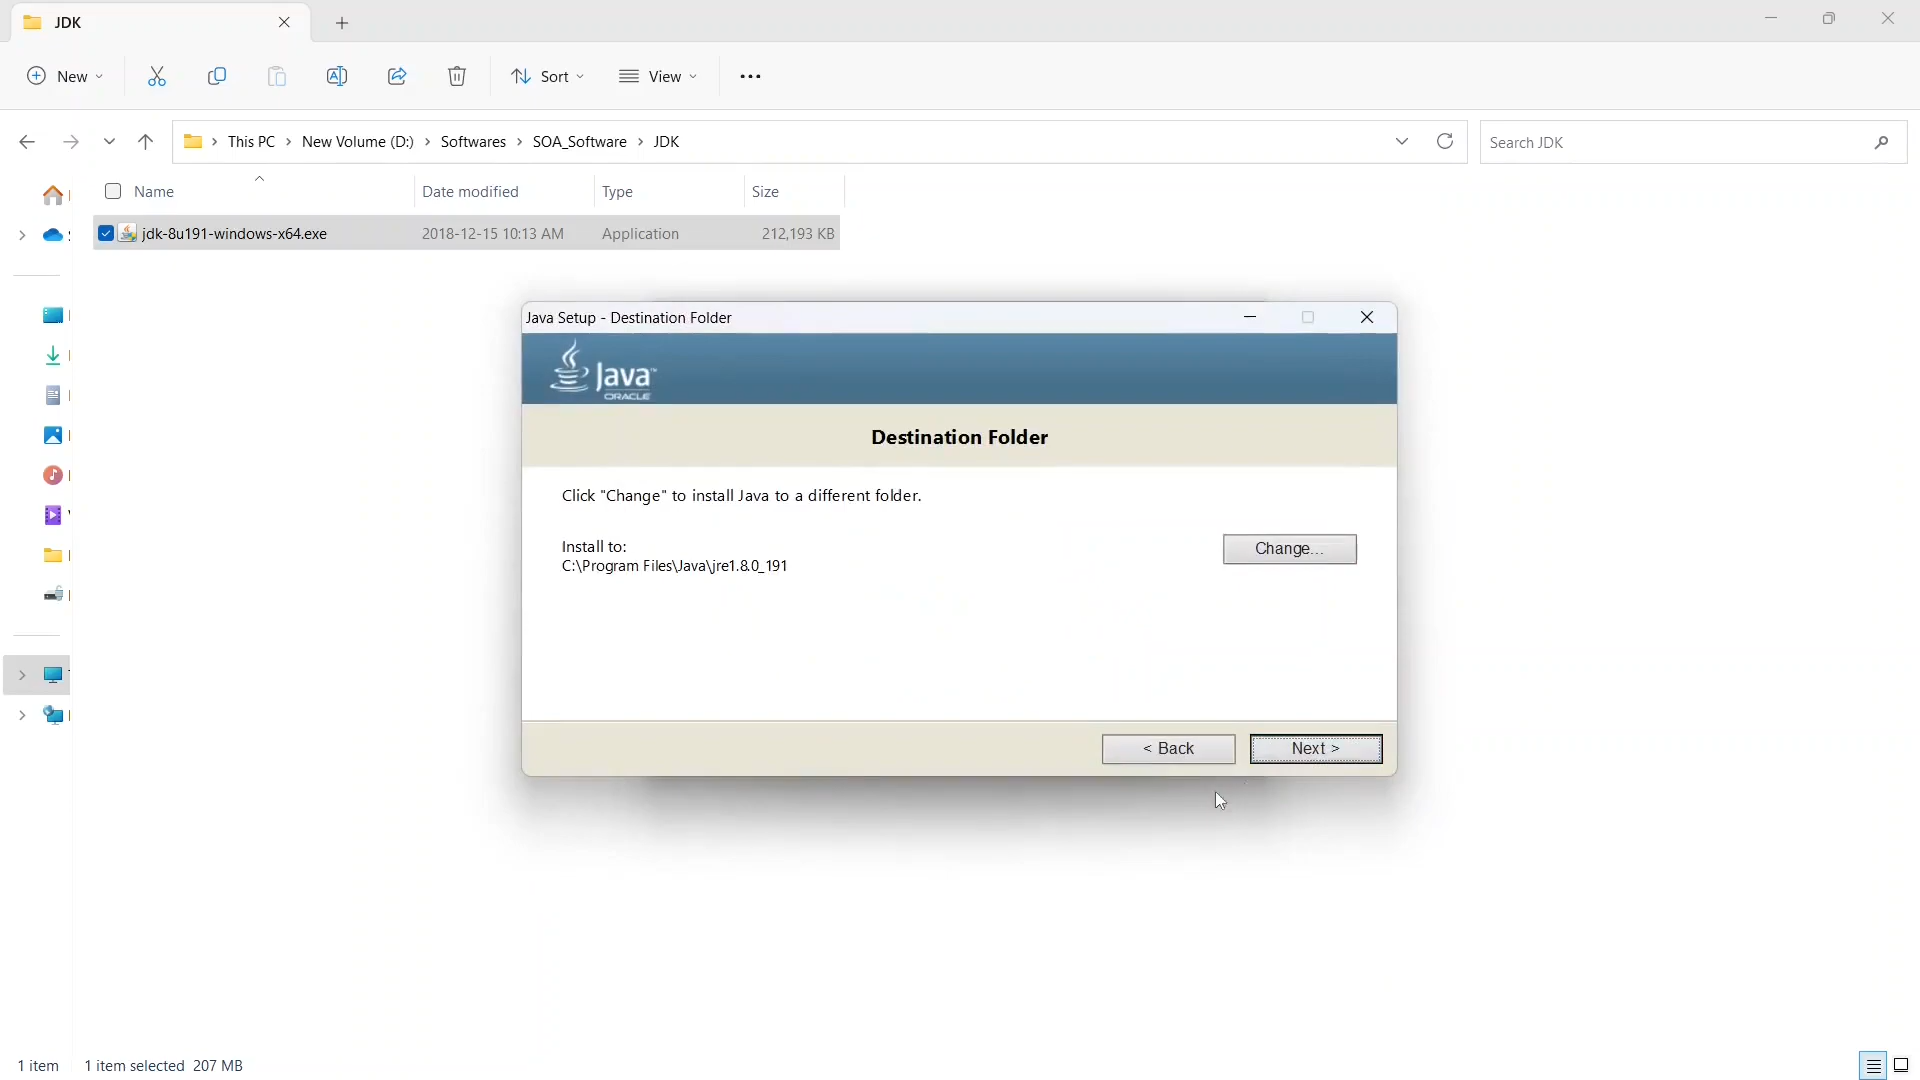 JDK
New
Sort
View
This PC
New Volume (D:)
Softwares
SOA_Software
JDK
Search JDK
Name
Date modified
Type
Size
jdk-8u191-windows-x64.exe
2018-12-15 10:13 AM
Application
212,193 KB
Java Setup - Destination Folder
Java™
ORACLE
Destination Folder
Click "Change" to install Java to a different folder.
Install to:
Change...
C:\Program Files\Java\jre1.8.0_191
< Back
Next >
1 item
1 item selected 207 MB